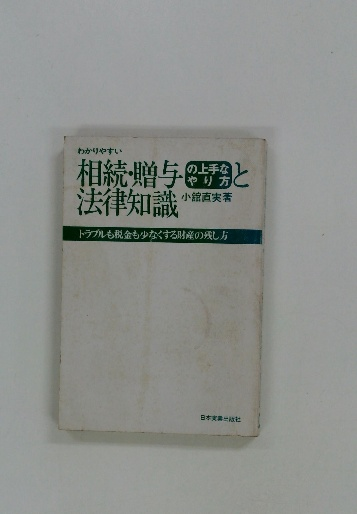 わかりやすい
相続・贈与の上手なやり方と
法律知識 小舘直実著
トラブルも税金も少なくする財産の残し方
日本実業出版社